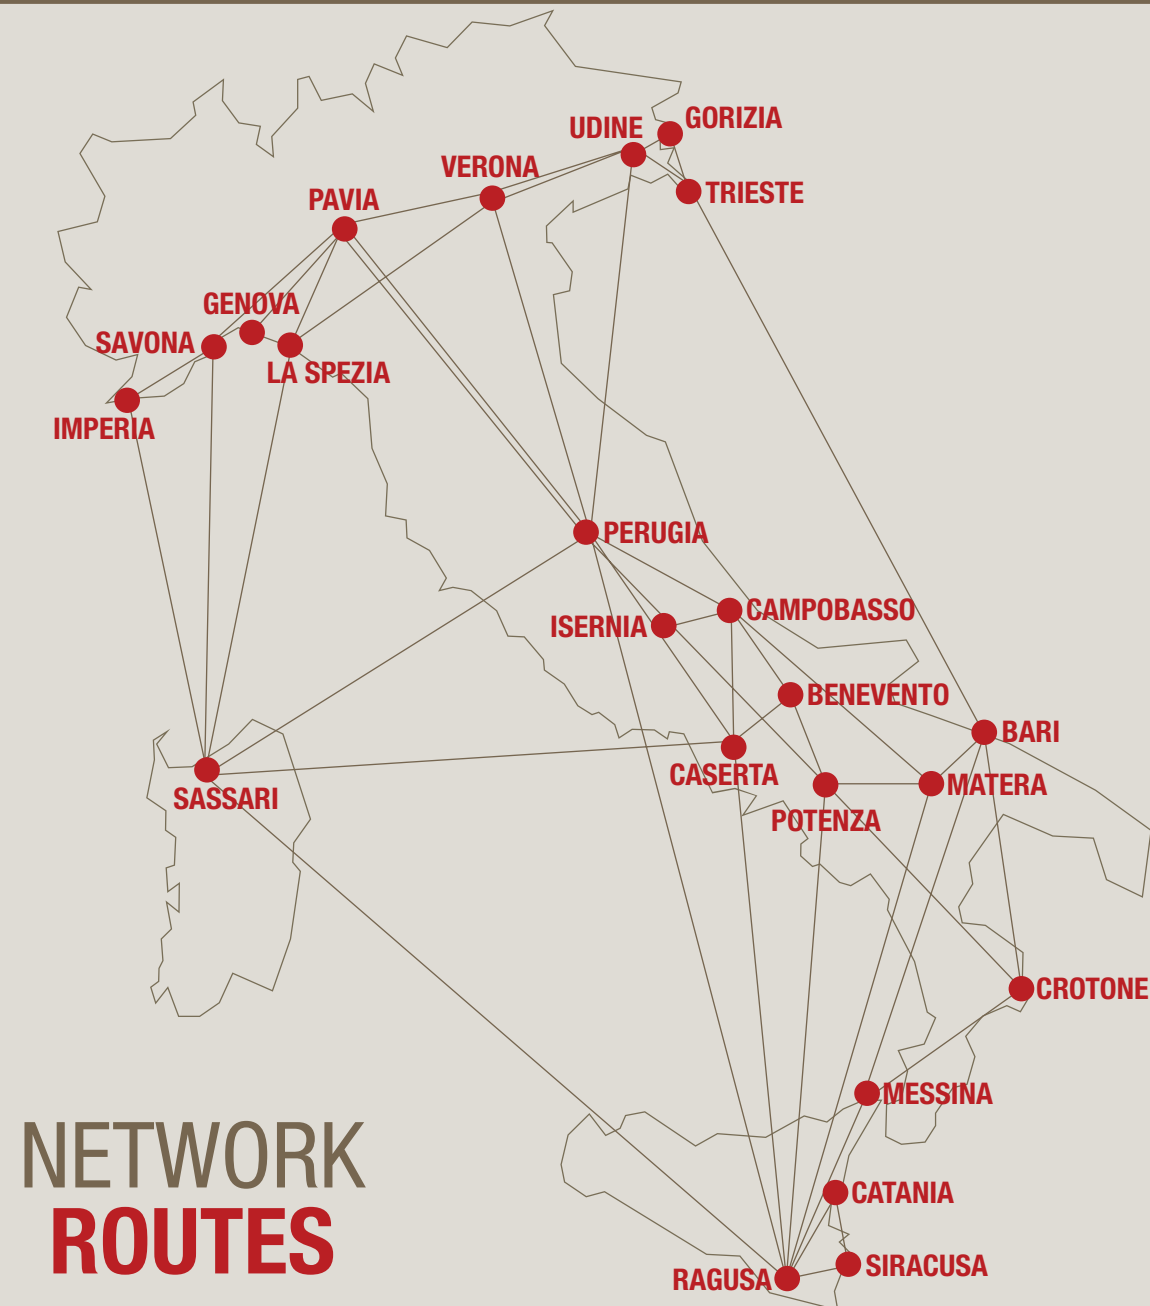 GORIZIA
UDINE
VERONA
TRIESTE
PAVIA
GENOVA
SAVONA
LA SPEZIA
IMPERIA
PERUGIA
CAMPOBASSO
ISERNIA
BENEVENTO
BARI
CASERTA
MATERA
SASSARI
POTENZA
CROTONE
MESSINA
NETWORK
ROUTES
CATANIA
SIRACUSA
RAGUSA